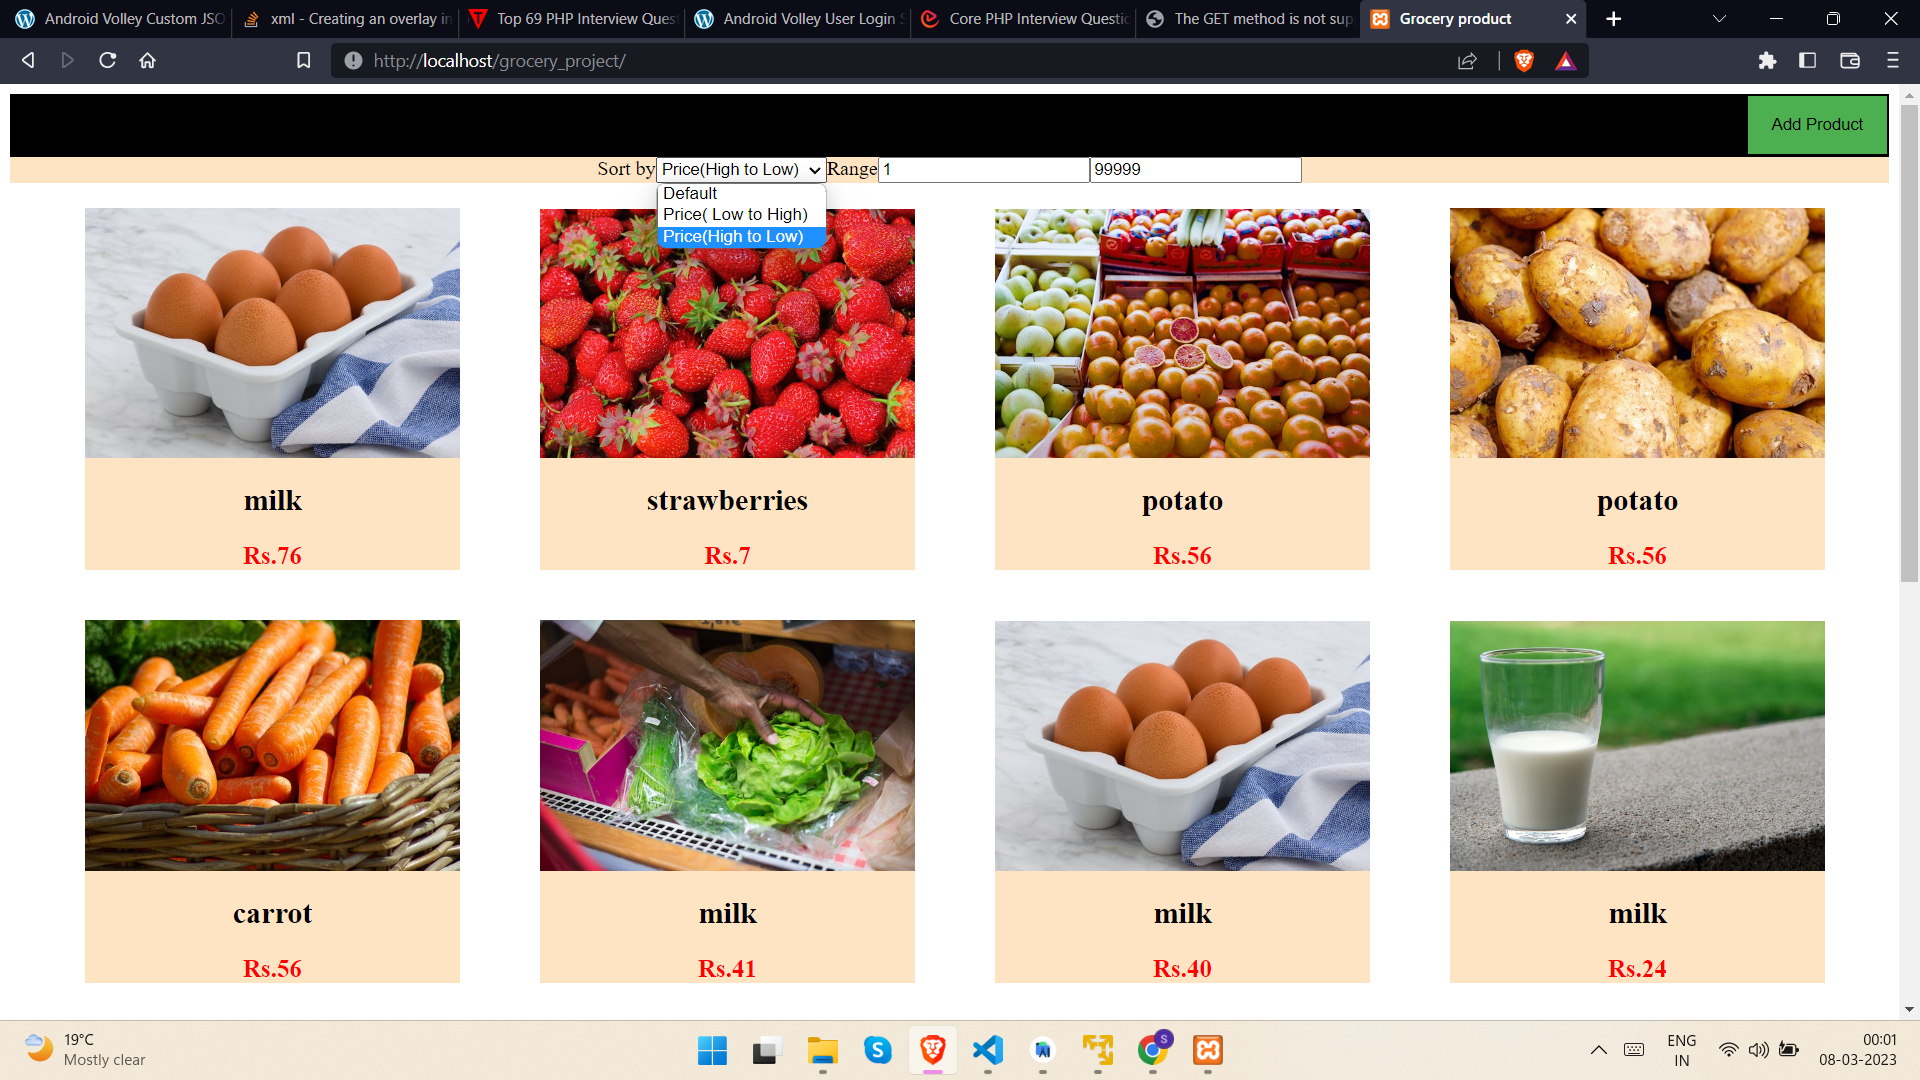 Android Volley Custom JSO
xml - Creating an overlay in
Top 69 PHP Interview Ques
Android Volley User Login S
Core PHP Interview Questio
The GET method is not sup
Grocery product
http://localhost/grocery_project/
Add Product
Sort by Price(High to Low) Range 1 99999
Default
Price( Low to High)
Price(High to Low)
milk
strawberries
potato
potato
Rs.76
Rs.7
Rs.56
Rs.56
carrot
milk
milk
milk
Rs.56
Rs.41
Rs.40
Rs.24
19°C
Mostly clear
S
S
ENG
IN
00:01
08-03-2023